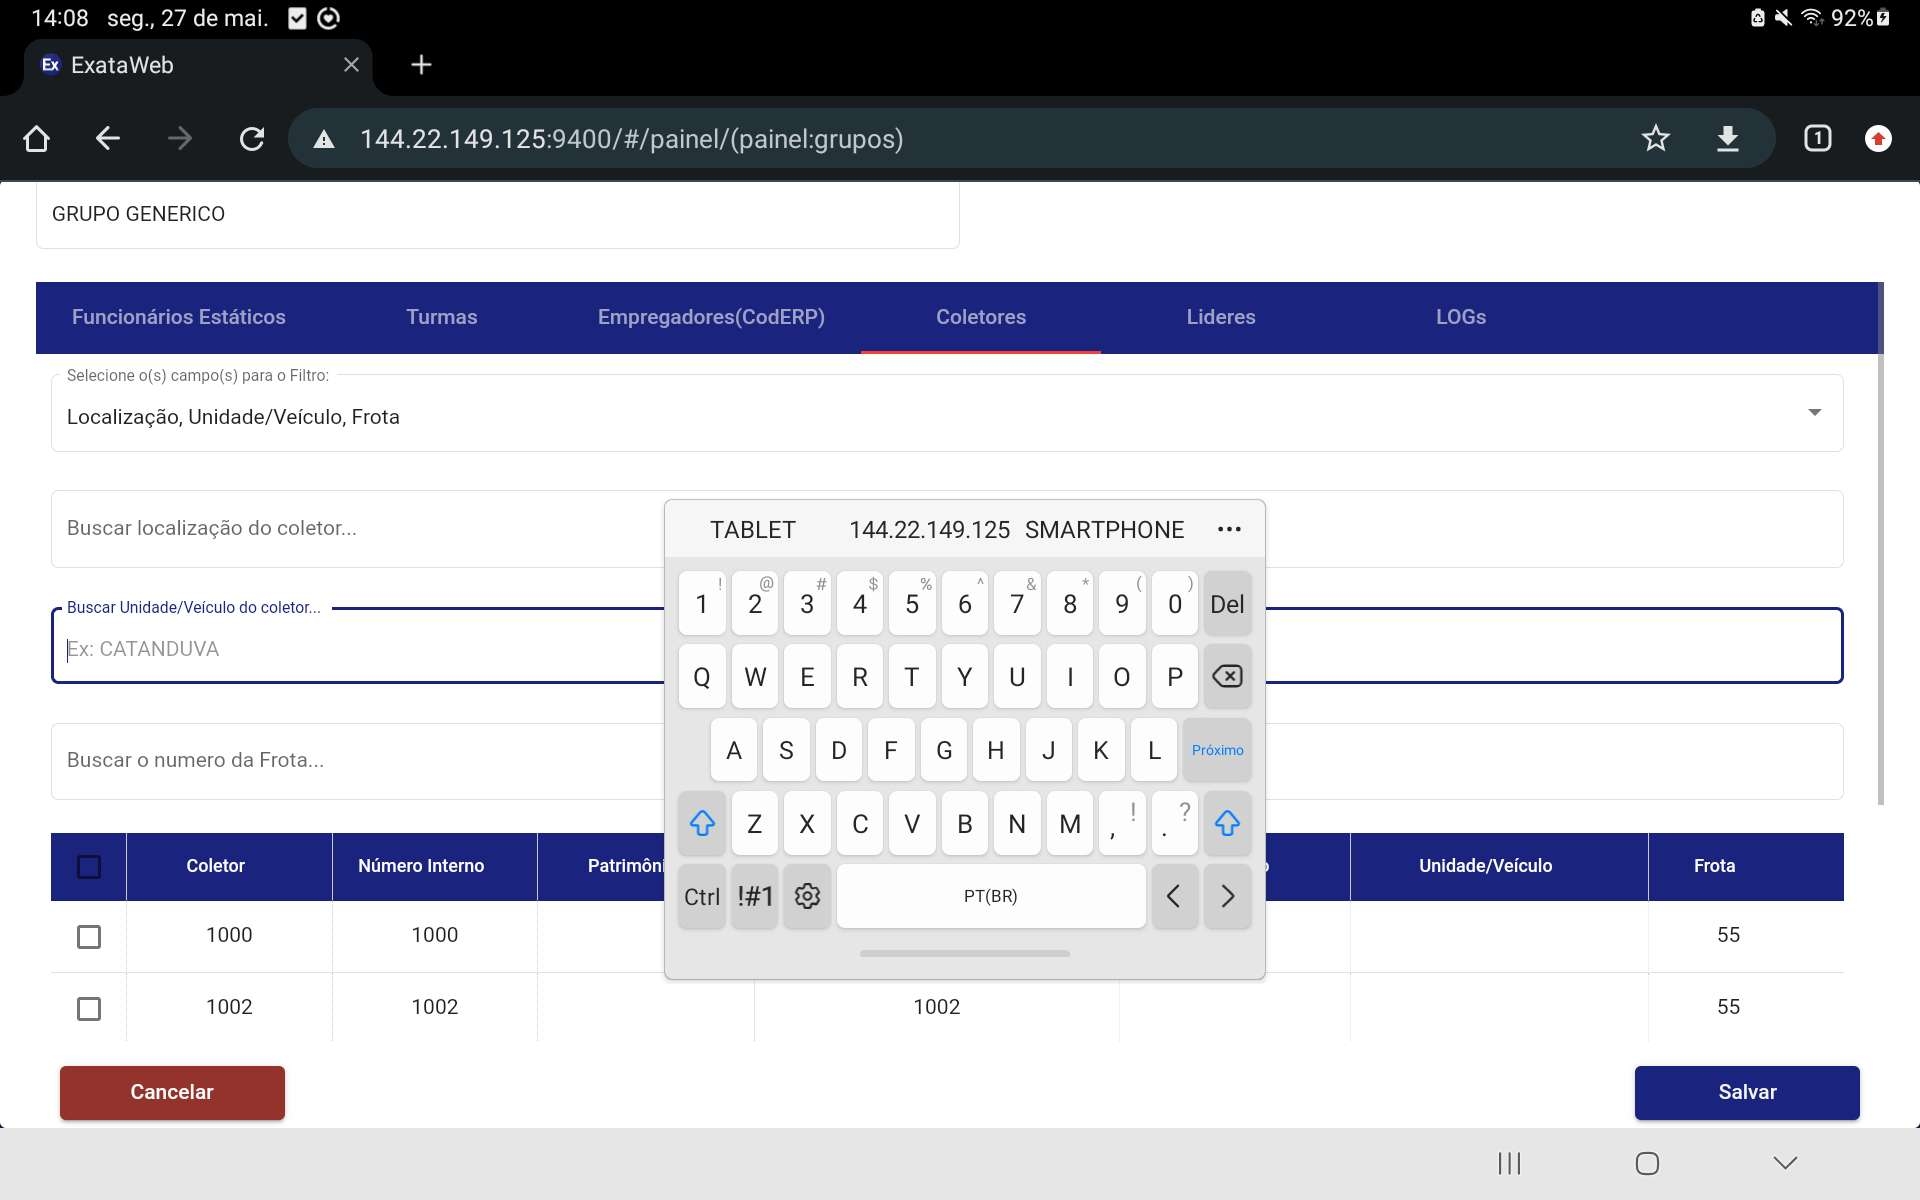 14:08 seg., 27 de mai. 92%
Ex ExataWeb
144.22.149.125:9400/#/painel/(painel:grupos) 1
GRUPO GENERICO
Funcionários Estáticos Turmas Empregadores(CodERP) Coletores Lideres LOGs
Selecione o(s) campo(s) para o Filtro:
Localização, Unidade/Veículo, Frota
Buscar localização do coletor...
Buscar Unidade/Veículo do coletor...
Ex: CATANDUVA
Buscar o numero da Frota...
TABLET 144.22.149.125 SMARTPHONE ...
! @ # $ % ^ & * ( )
1 2 3 4 5 6 7 8 9 0 Del
Q W E R T Y U I O P
A S D F G H J K L Próximo
Z X C V B N M , ! . ?
Ctrl !#1 PT(BR) < >
Coletor Número Interno Patrimôni Unidade/Veículo Frota
1000 1000 55
1002 1002 1002 55
Cancelar Salvar